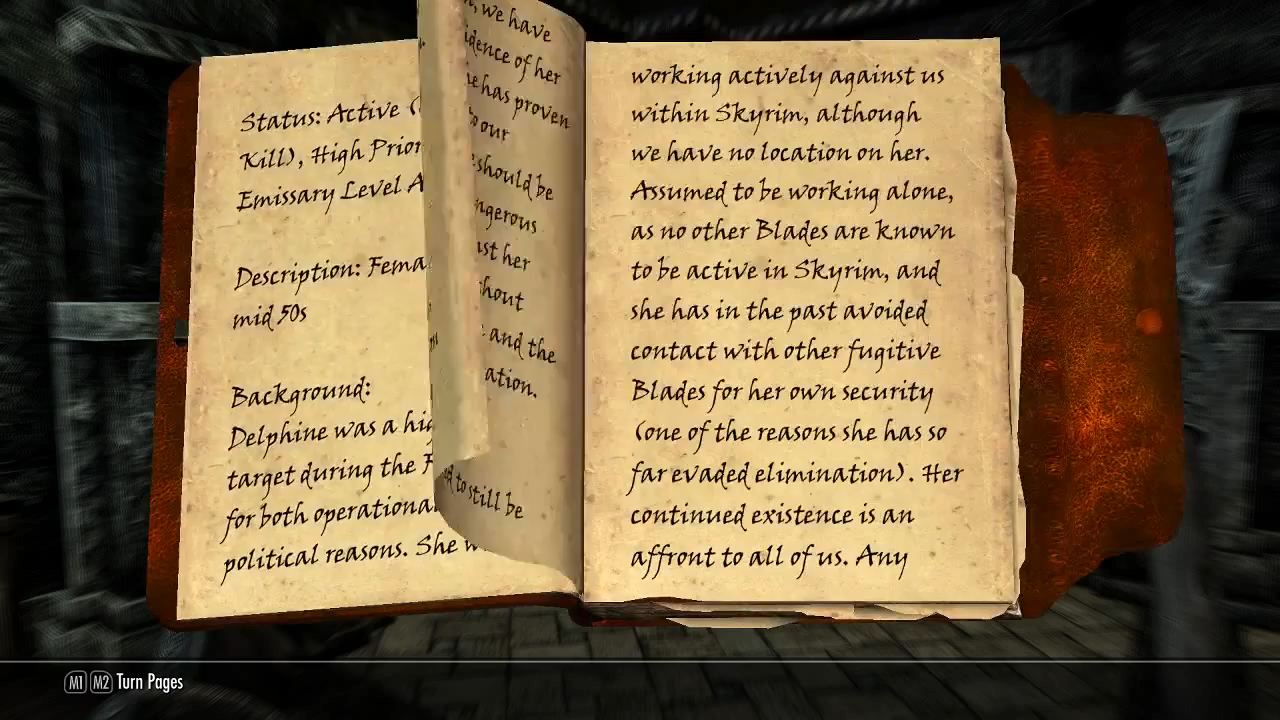 Status: Active (
Kill), High Prior
Emissary Level A
Description: Fema
mid 50s
Background:
Delphine was a hig
target during the F
for both operationa
political reasons. She w
, we have
idence of her
he has proven
to our
should be
ngerous
ust her
hout
and the
ation.
ed to still be
working actively against us
within Skyrim, although
we have no location on her.
Assumed to be working alone,
as no other Blades are known
to be active in Skyrim, and
she has in the past avoided
contact with other fugitive
Blades for her own security
(one of the reasons she has so
far evaded elimination). Her
continued existence is an
affront to all of us. Any
M1 M2 Turn Pages